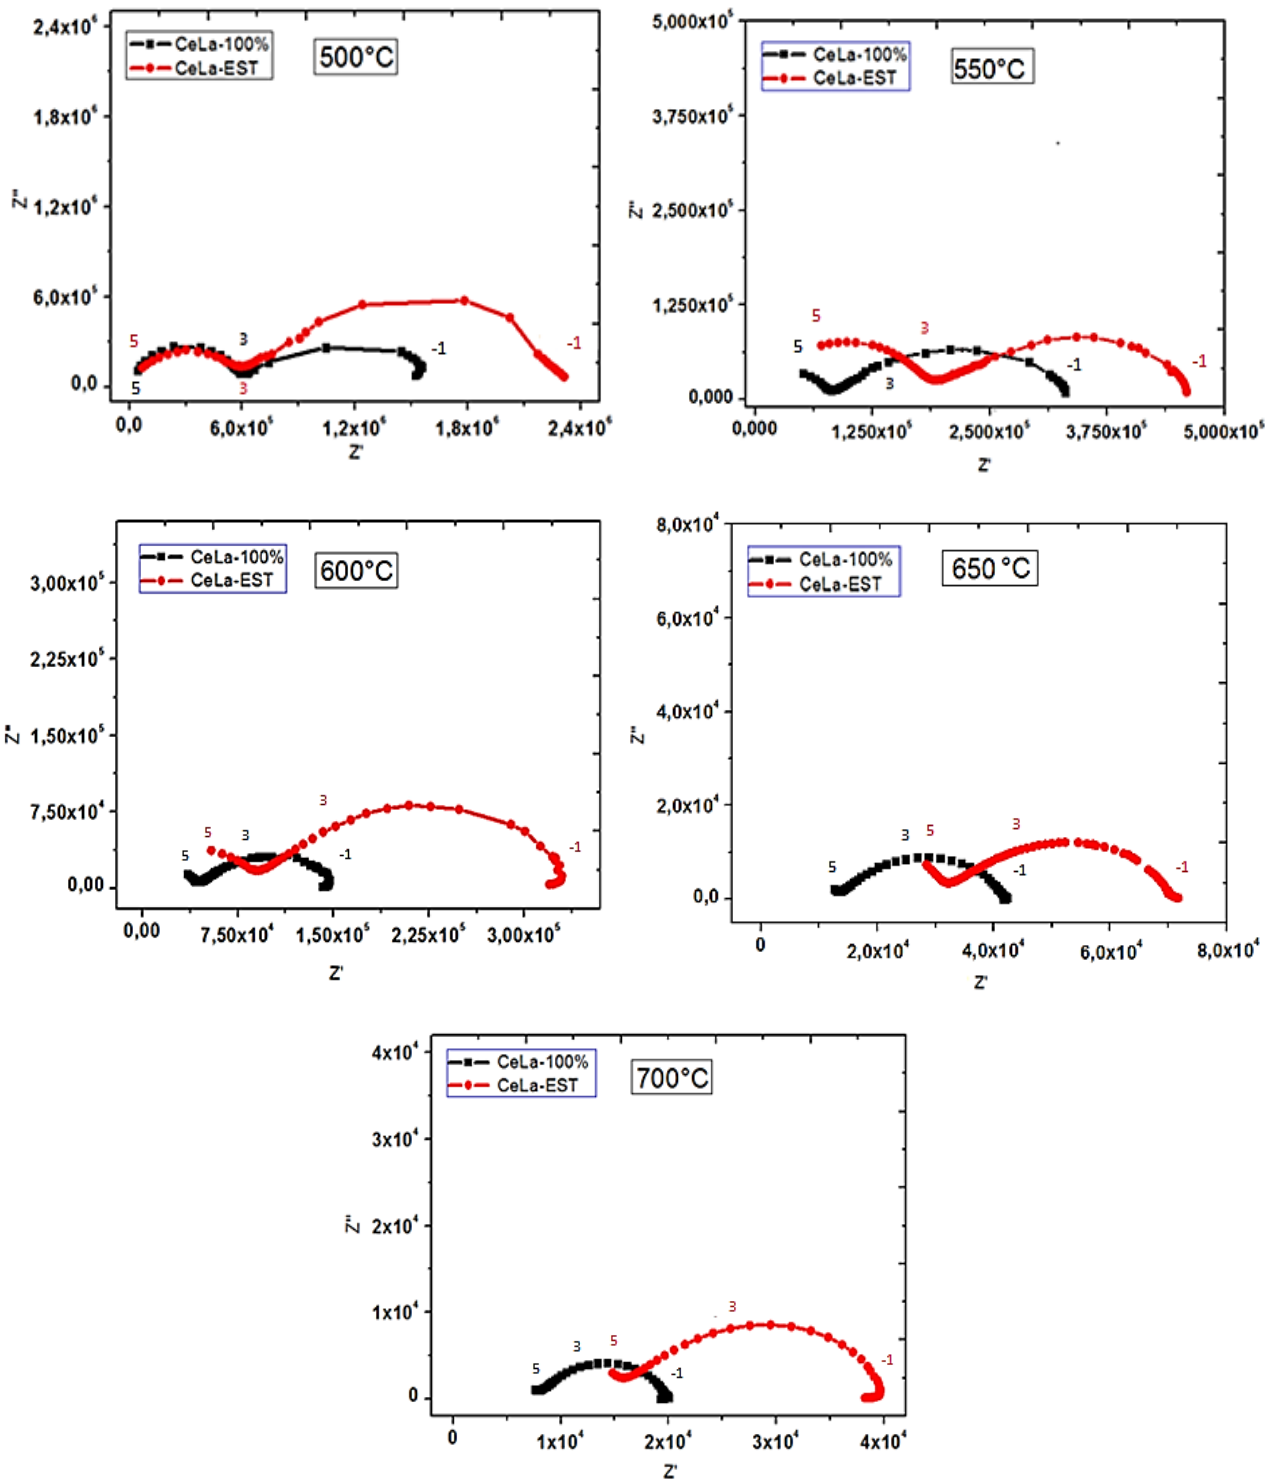 2,4x10⁶
CeLa-100%
CeLa-EST
500°C
1,8x10⁶
Z"
1,2x10⁶
6,0x10⁵
5
3
-1
-1
0,0
5
3
0,0
6,0x10⁵
1,2x10⁶
1,8x10⁶
2,4x10⁶
Z'
5,000x10⁵
CeLa-100%
CeLa-EST
550°C
3,750x10⁵
Z"
2,500x10⁵
1,250x10⁵
5
3
5
-1
-1
3
0,000
0,000
1,250x10⁵
2,500x10⁵
3,750x10⁵
5,000x10⁵
Z'
CeLa-100%
CeLa-EST
600°C
3,00x10⁵
2,25x10⁵
Z"
1,50x10⁵
7,50x10⁴
3
5
3
5
-1
-1
0,00
0,00
7,50x10⁴
1,50x10⁵
2,25x10⁵
3,00x10⁵
Z'
8,0x10⁴
CeLa-100%
CeLa-EST
650 °C
6,0x10⁴
Z"
4,0x10⁴
2,0x10⁴
3
5
3
5
-1
-1
0,0
0
2,0x10⁴
4,0x10⁴
6,0x10⁴
8,0x10⁴
Z'
4x10⁴
CeLa-100%
CeLa-EST
700°C
3x10⁴
Z"
2x10⁴
1x10⁴
3
3
5
5
-1
-1
0
0
1x10⁴
2x10⁴
3x10⁴
4x10⁴
Z'